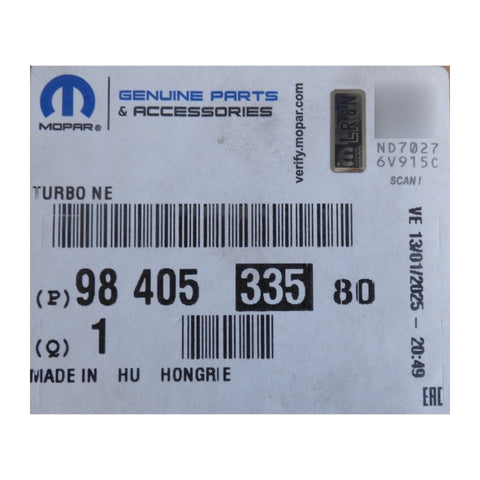 MOPAR®
GENUINE PARTS
& ACCESSORIES
verify.mopar.com
LR8N
ND7027
6V915C
SCAN!
TURBO NE
VE 13/01/2025 - 20:49
(P) 98 405 335 80
(Q) 1
MADE IN HU HONGRIE
EAC